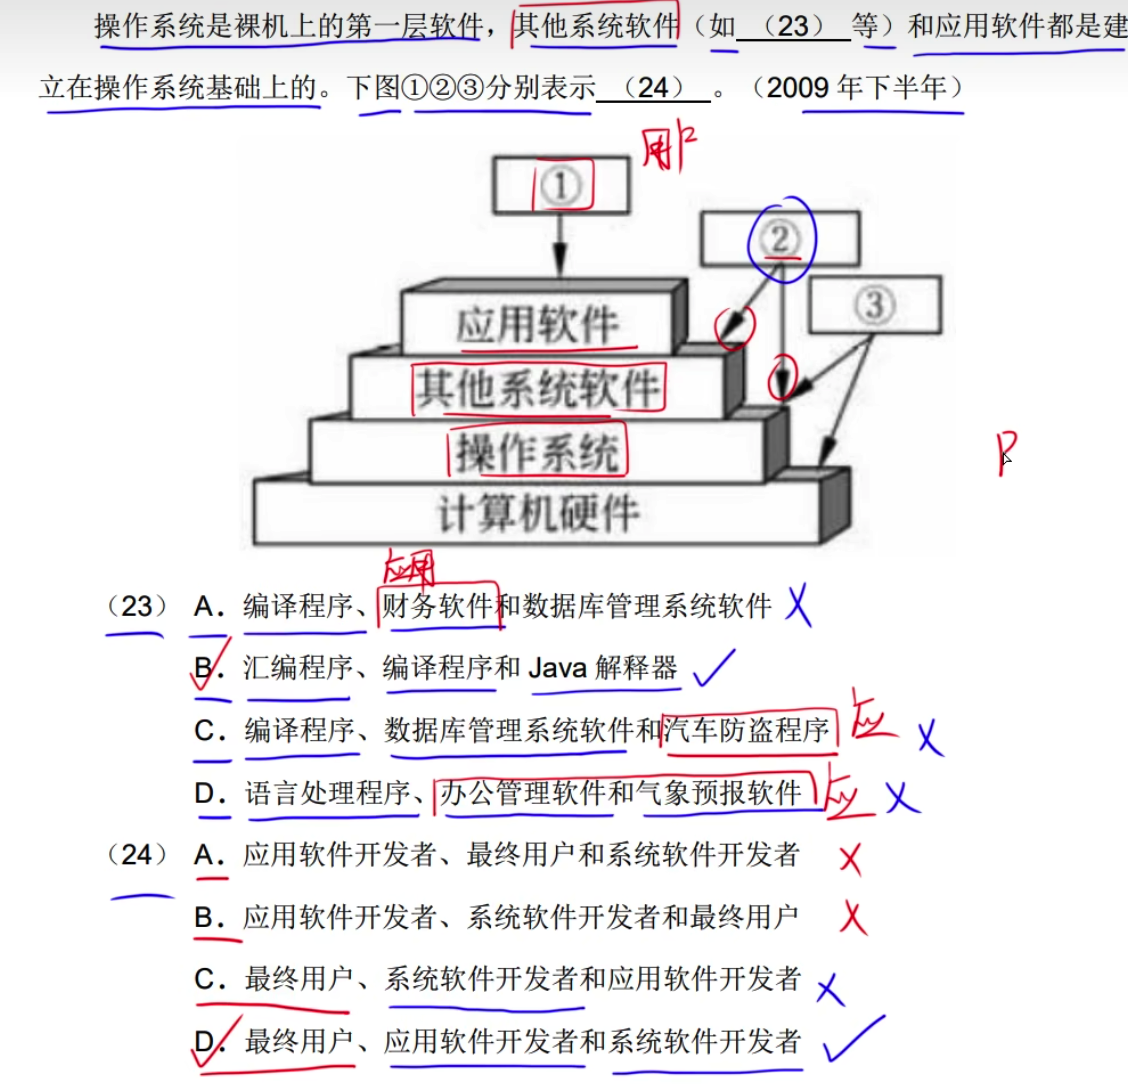 操作系统是裸机上的第一层软件，其他系统软件（如（23）等）和应用软件都是建
立在操作系统基础上的。下图①②③分别表示（24）。（2009年下半年）
用户
①
②
③
应用软件
其他系统软件
操作系统
P
计算机硬件
应用
（23） A．编译程序、财务软件和数据库管理系统软件
B．汇编程序、编译程序和 Java 解释器
C．编译程序、数据库管理系统软件和汽车防盗程序 应
D．语言处理程序、办公管理软件和气象预报软件 应
（24） A．应用软件开发者、最终用户和系统软件开发者
B．应用软件开发者、系统软件开发者和最终用户
C．最终用户、系统软件开发者和应用软件开发者
D．最终用户、应用软件开发者和系统软件开发者